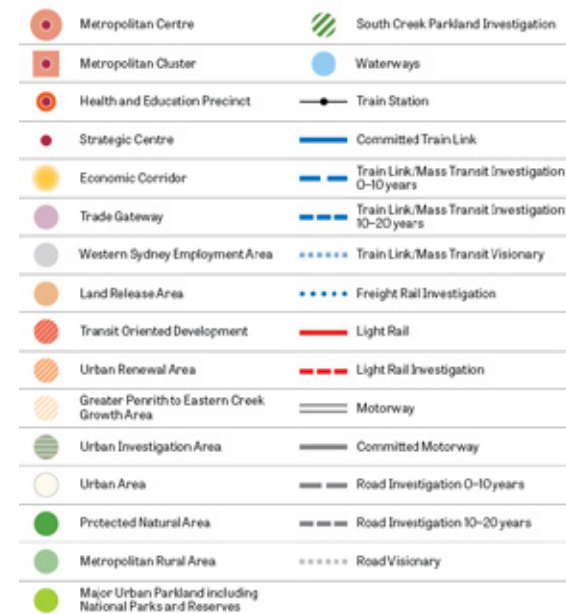 Metropolitan Centre
Metropolitan Cluster
Health and Education Precinct
Strategic Centre
Economic Corridor
Trade Gateway
Western Sydney Employment Area
Land Release Area
Transit Oriented Development
Urban Renewal Area
Greater Penrith to Eastern Creek
Growth Area
Urban Investigation Area
Urban Area
Protected Natural Area
Metropolitan Rural Area
Major Urban Parkland including
National Parks and Reserves
South Creek Parkland Investigation
Waterways
Train Station
Committed Train Link
Train Link/Mass Transit Investigation
0–10 years
Train Link/Mass Transit Investigation
10–20 years
Train Link/Mass Transit Visionary
Freight Rail Investigation
Light Rail
Light Rail Investigation
Motorway
Committed Motorway
Road Investigation 0–10 years
Road Investigation 10–20 years
Road Visionary